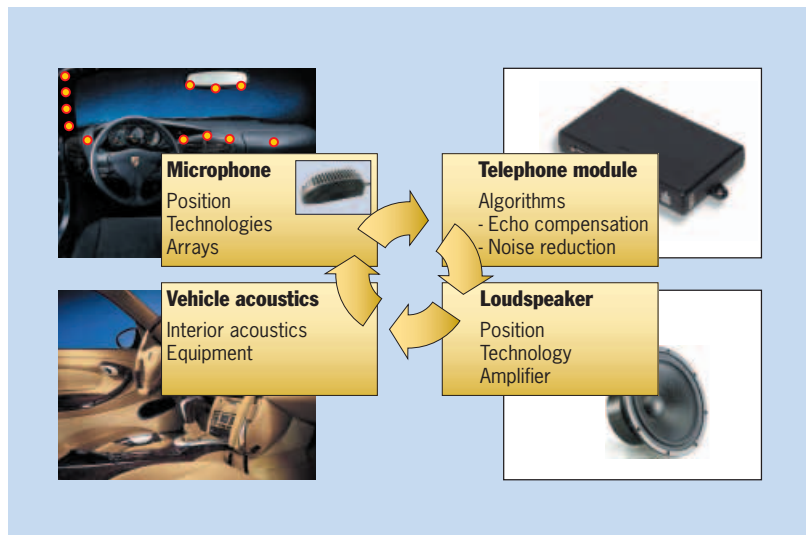 Microphone
Position
Technologies
Arrays
Telephone module
Algorithms
- Echo compensation
- Noise reduction
Vehicle acoustics
Interior acoustics
Equipment
Loudspeaker
Position
Technology
Amplifier